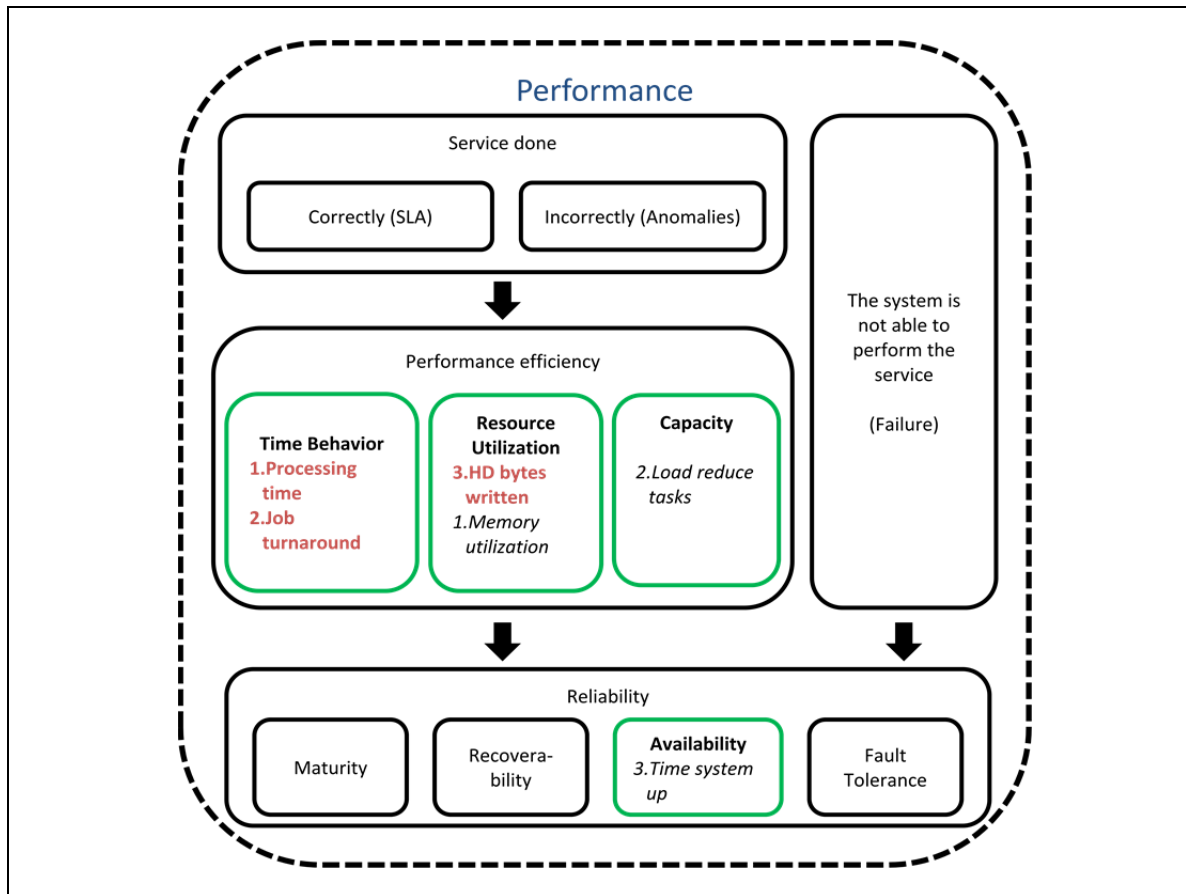 Performance
Service done
Correctly (SLA)
Incorrectly (Anomalies)
The system is
not able to
perform the
service
(Failure)
Performance efficiency
Time Behavior
1.Processing
time
2.Job
turnaround
Resource
Utilization
3.HD bytes
written
1.Memory
utilization
Capacity
2.Load reduce
tasks
Reliability
Maturity
Recovera-
bility
Availability
3.Time system
up
Fault
Tolerance